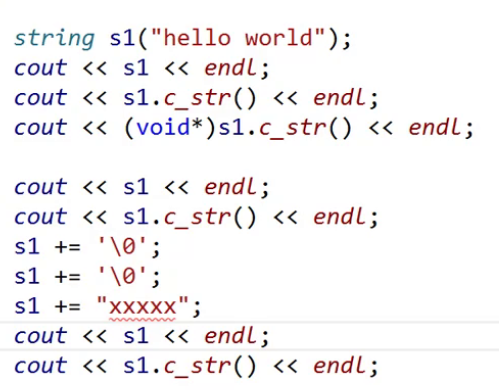 string s1("hello world");
cout << s1 << endl;
cout << s1.c_str() << endl;
cout << (void*)s1.c_str() << endl;
cout << s1 << endl;
cout << s1.c_str() << endl;
s1 += '\0';
s1 += '\0';
s1 += "xxxxx";
cout << s1 << endl;
cout << s1.c_str() << endl;